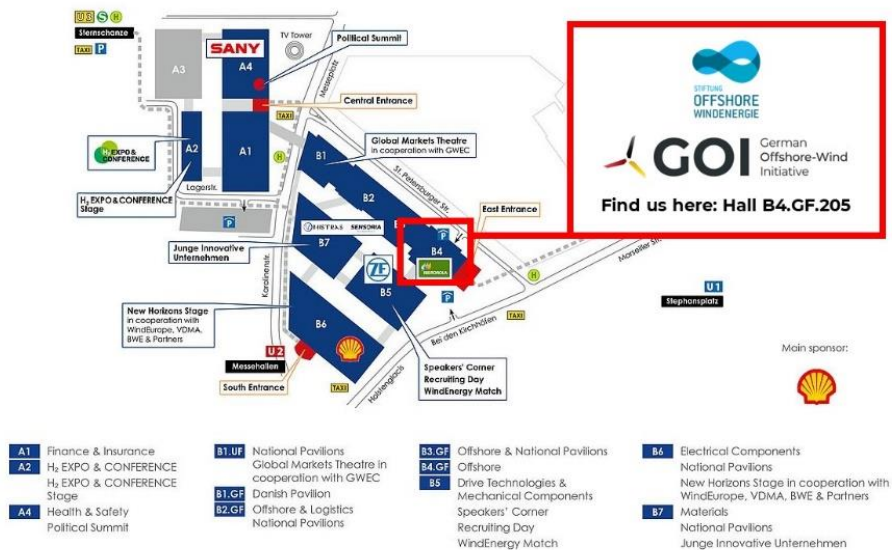 U3 S H
Sternschanze
TAXI P
SANY
TV Tower
Political Summit
A3
A4
Messeplatz
Central Entrance
TAXI
H2 EXPO
& CONFERENCE
A2
A1
H
B1
Global Markets Theatre
in cooperation with GWEC
Lagerstr.
H₂ EXPO & CONFERENCE
Stage
P
B2
St. Petersburger Str.
East Entrance
P
SENSORIA
B4
IBERDROLA
Junge Innovative
Unternehmen
B7
ZF
B5
P
H
Marseiller Str.
U1
Stephansplatz
Karolinenstr.
New Horizons Stage
in cooperation with
WindEurope, VDMA,
BWE & Partners
B6
TAXI
Bei den Kirchhöfen
U2
Messehallen
South Entrance
TAXI
Holstenglacis
Speakers' Corner
Recruiting Day
WindEnergy Match
STIFTUNG
OFFSHORE
WINDENERGIE
GOI German
Offshore-Wind
Initiative
Find us here: Hall B4.GF.205
Main sponsor:
A1 Finance & Insurance
A2 H₂ EXPO & CONFERENCE
H₂ EXPO & CONFERENCE
Stage
A4 Health & Safety
Political Summit
B1.UF National Pavilions
Global Markets Theatre in
cooperation with GWEC
B1.GF Danish Pavilion
B2.GF Offshore & Logistics
National Pavilions
B3.GF Offshore & National Pavilions
B4.GF Offshore
B5 Drive Technologies &
Mechanical Components
Speakers' Corner
Recruiting Day
WindEnergy Match
B6 Electrical Components
National Pavilions
New Horizons Stage in cooperation with
WindEurope, VDMA, BWE & Partners
B7 Materials
National Pavilions
Junge Innovative Unternehmen